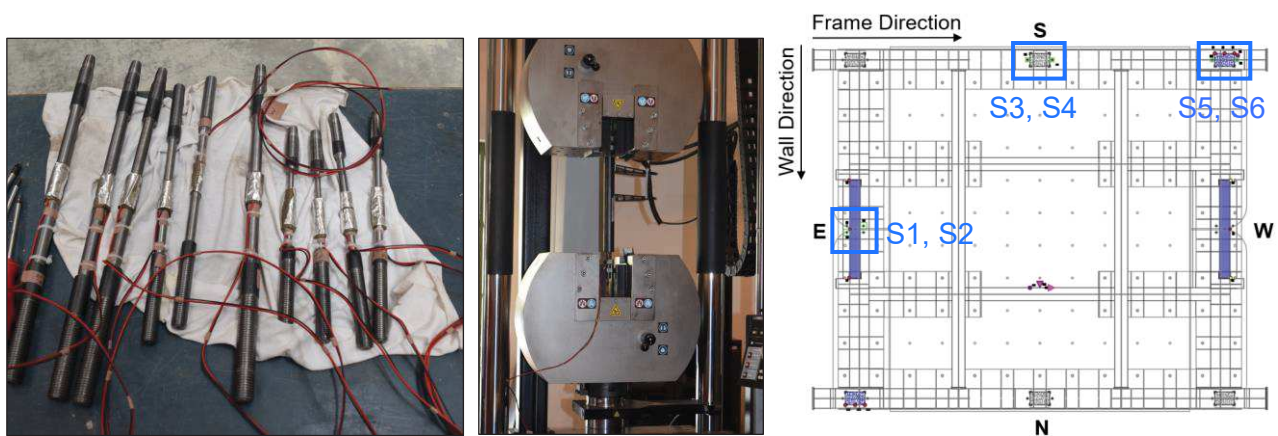 Frame Direction
Wall Direction
S
S3, S4
S5, S6
E
S1, S2
W
N